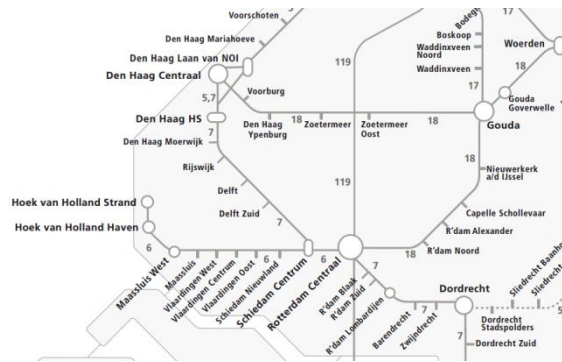 Voorschoten
Den Haag Mariahoeve
Den Haag Laan van NOI
Den Haag Centraal
5,7
Voorburg
Den Haag HS
7
Den Haag Moerwijk
Rijswijk
Delft
Delft Zuid
7
Hoek van Holland Strand
Hoek van Holland Haven
6
Maassluis West
Maassluis
Vlaardingen West
Vlaardingen Centrum
Vlaardingen Oost
6
Schiedam Nieuwland
Schiedam Centrum
6
Rotterdam Centraal
18
Den Haag
Ypenburg
Zoetermeer
Zoetermeer
Oost
18
119
119
17
Boskoop
Waddinxveen
Noord
Waddinxveen
17
Woerden
18
Gouda
Goverwelle
Gouda
18
Nieuwerkerk
a/d IJssel
Capelle Schollevaar
R'dam Alexander
R'dam Noord
18
7
R'dam Blaak
R'dam Zuid
R'dam Lombardijen
Barendrecht
7
Zwijndrecht
Dordrecht
Dordrecht
Stadspolders
7
Dordrecht Zuid